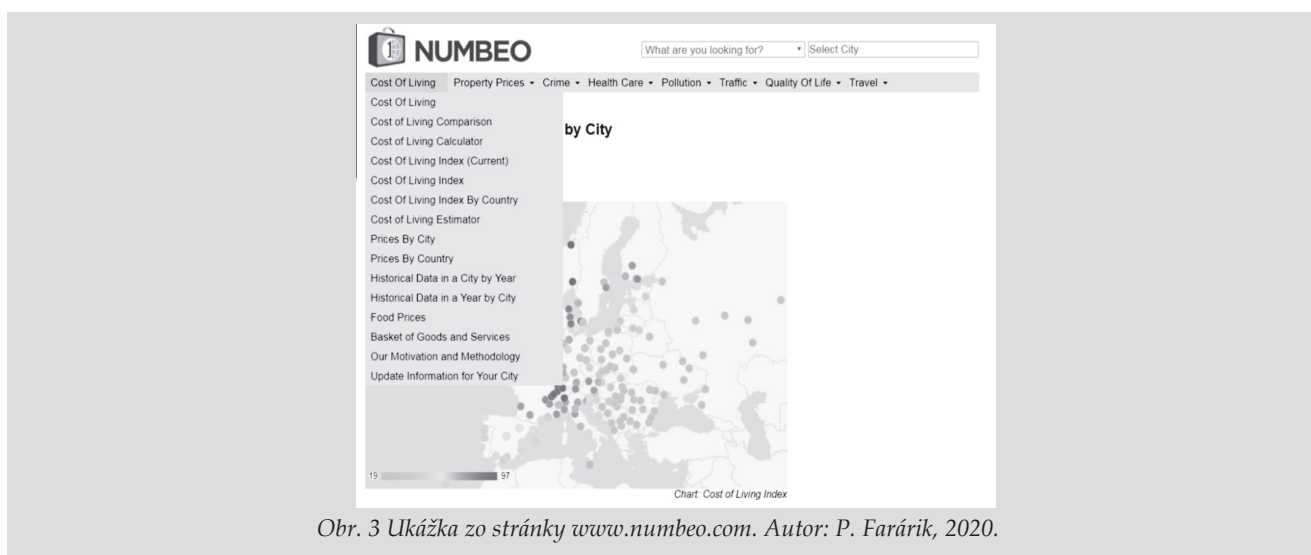 NUMBEO
What are you looking for? Select City
Cost Of Living Property Prices Crime Health Care Pollution Traffic Quality Of Life Travel
Cost Of Living
Cost of Living Comparison
by City
Cost of Living Calculator
Cost Of Living Index (Current)
Cost Of Living Index
Cost Of Living Index By Country
Cost of Living Estimator
Prices By City
Prices By Country
Historical Data in a City by Year
Historical Data in a Year by City
Food Prices
Basket of Goods and Services
Our Motivation and Methodology
Update Information for Your City
19 97
Chart: Cost of Living Index
Obr. 3 Ukážka zo stránky www.numbeo.com. Autor: P. Farárik, 2020.